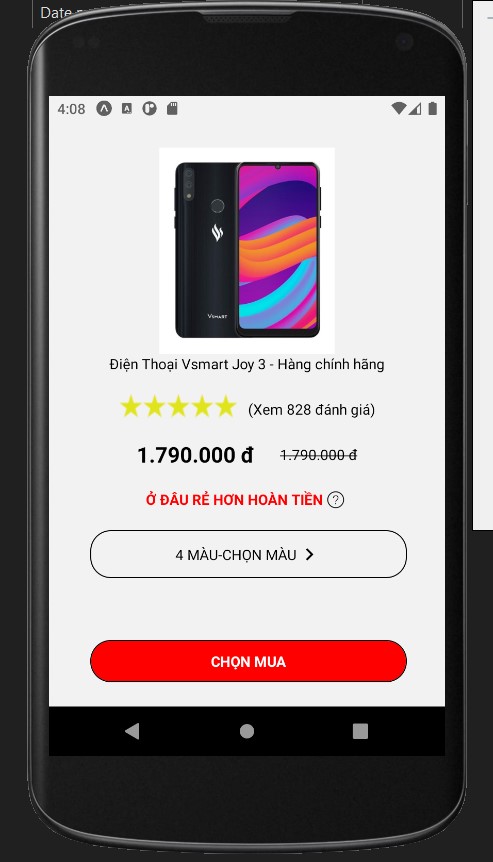 Date
4:08
VSMART
Điện Thoại Vsmart Joy 3 - Hàng chính hãng
(Xem 828 đánh giá)
1.790.000 đ 1.790.000 đ
Ở ĐÂU RẺ HƠN HOÀN TIỀN ?
4 MÀU-CHỌN MÀU
CHỌN MUA